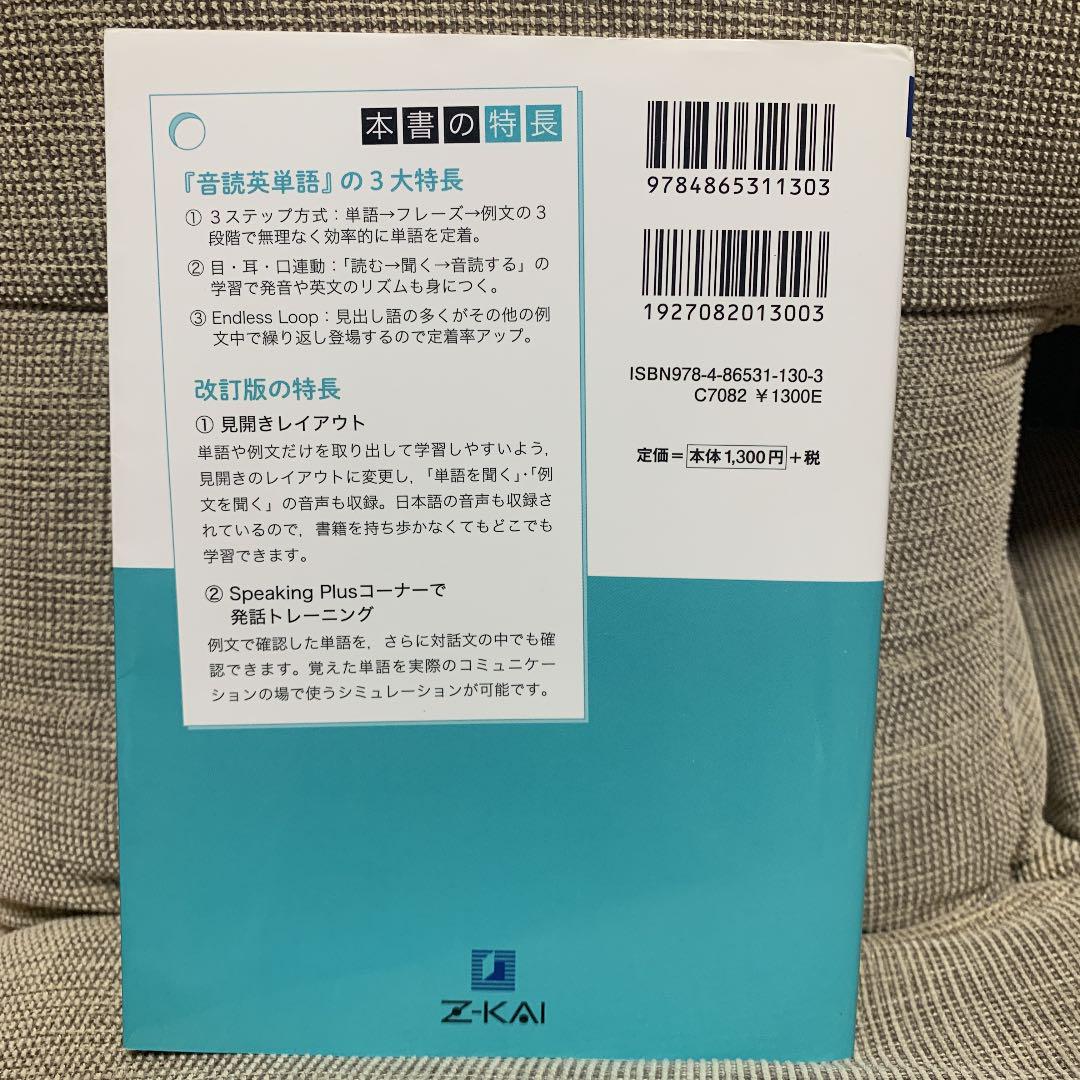 本書の特長
『音読英単語』の3大特長
① 3ステップ方式：単語→フレーズ→例文の3
段階で無理なく効率的に単語を定着。
② 目・耳・口連動：「読む→聞く→音読する」の
学習で発音や英文のリズムも身につく。
③ Endless Loop：見出し語の多くがその他の例
文中で繰り返し登場するので定着率アップ。
改訂版の特長
① 見開きレイアウト
単語や例文だけを取り出して学習しやすいよう，
見開きのレイアウトに変更し，「単語を聞く」・「例
文を聞く」の音声も収録。日本語の音声も収録さ
れているので，書籍を持ち歩かなくてもどこでも
学習できます。
② Speaking Plusコーナーで
発話トレーニング
例文で確認した単語を，さらに対話文の中でも確
認できます。覚えた単語を実際のコミュニケー
ションの場で使うシミュレーションが可能です。
9784865311303
1927082013003
ISBN978-4-86531-130-3
C7082 ￥1300E
定価＝本体1,300円＋税
Z-KAI